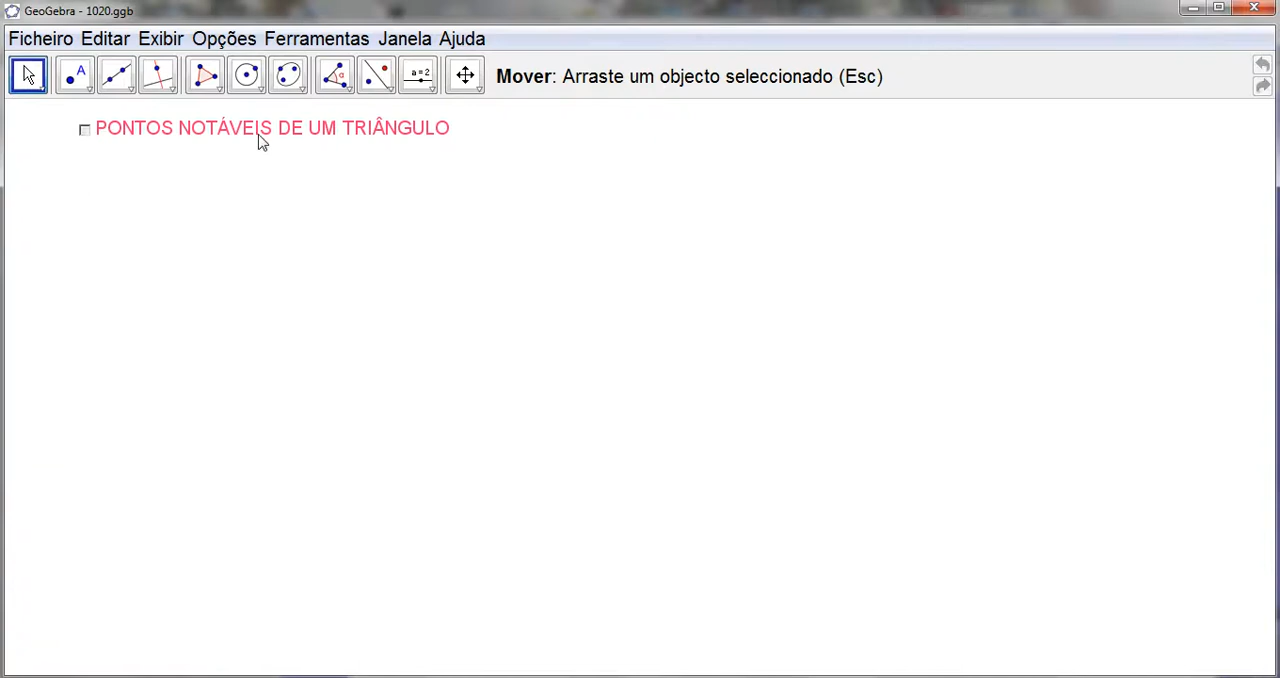 GeoGebra - 1020.ggb
Ficheiro Editar Exibir Opções Ferramentas Janela Ajuda
A α a = 2 Mover: Arraste um objecto seleccionado (Esc)
PONTOS NOTÁVEIS DE UM TRIÂNGULO